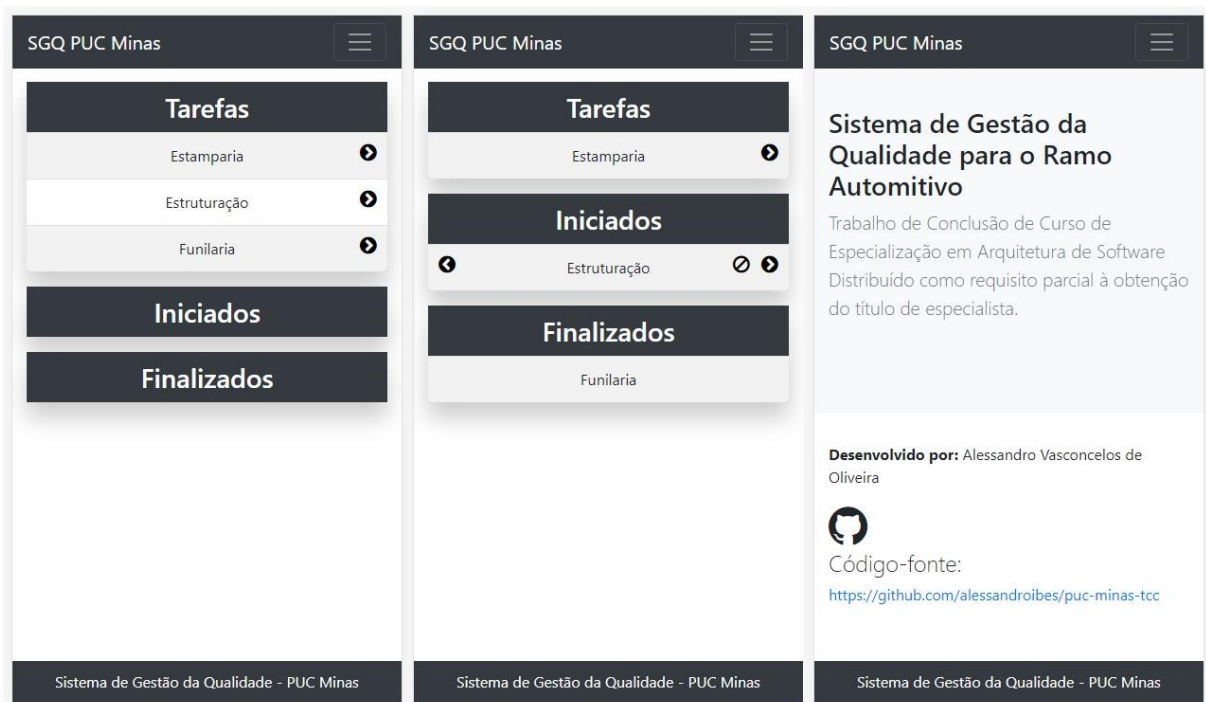 SGQ PUC Minas
Tarefas
Estamparia
Estruturação
Funilaria
Iniciados
Finalizados
Sistema de Gestão da Qualidade - PUC Minas
SGQ PUC Minas
Tarefas
Estamparia
Iniciados
Estruturação
Finalizados
Funilaria
Sistema de Gestão da Qualidade - PUC Minas
SGQ PUC Minas
Sistema de Gestão da
Qualidade para o Ramo
Automitivo
Trabalho de Conclusão de Curso de
Especialização em Arquitetura de Software
Distribuído como requisito parcial à obtenção
do título de especialista.
Desenvolvido por: Alessandro Vasconcelos de
Oliveira
Código-fonte:
https://github.com/alessandroibes/puc-minas-tcc
Sistema de Gestão da Qualidade - PUC Minas